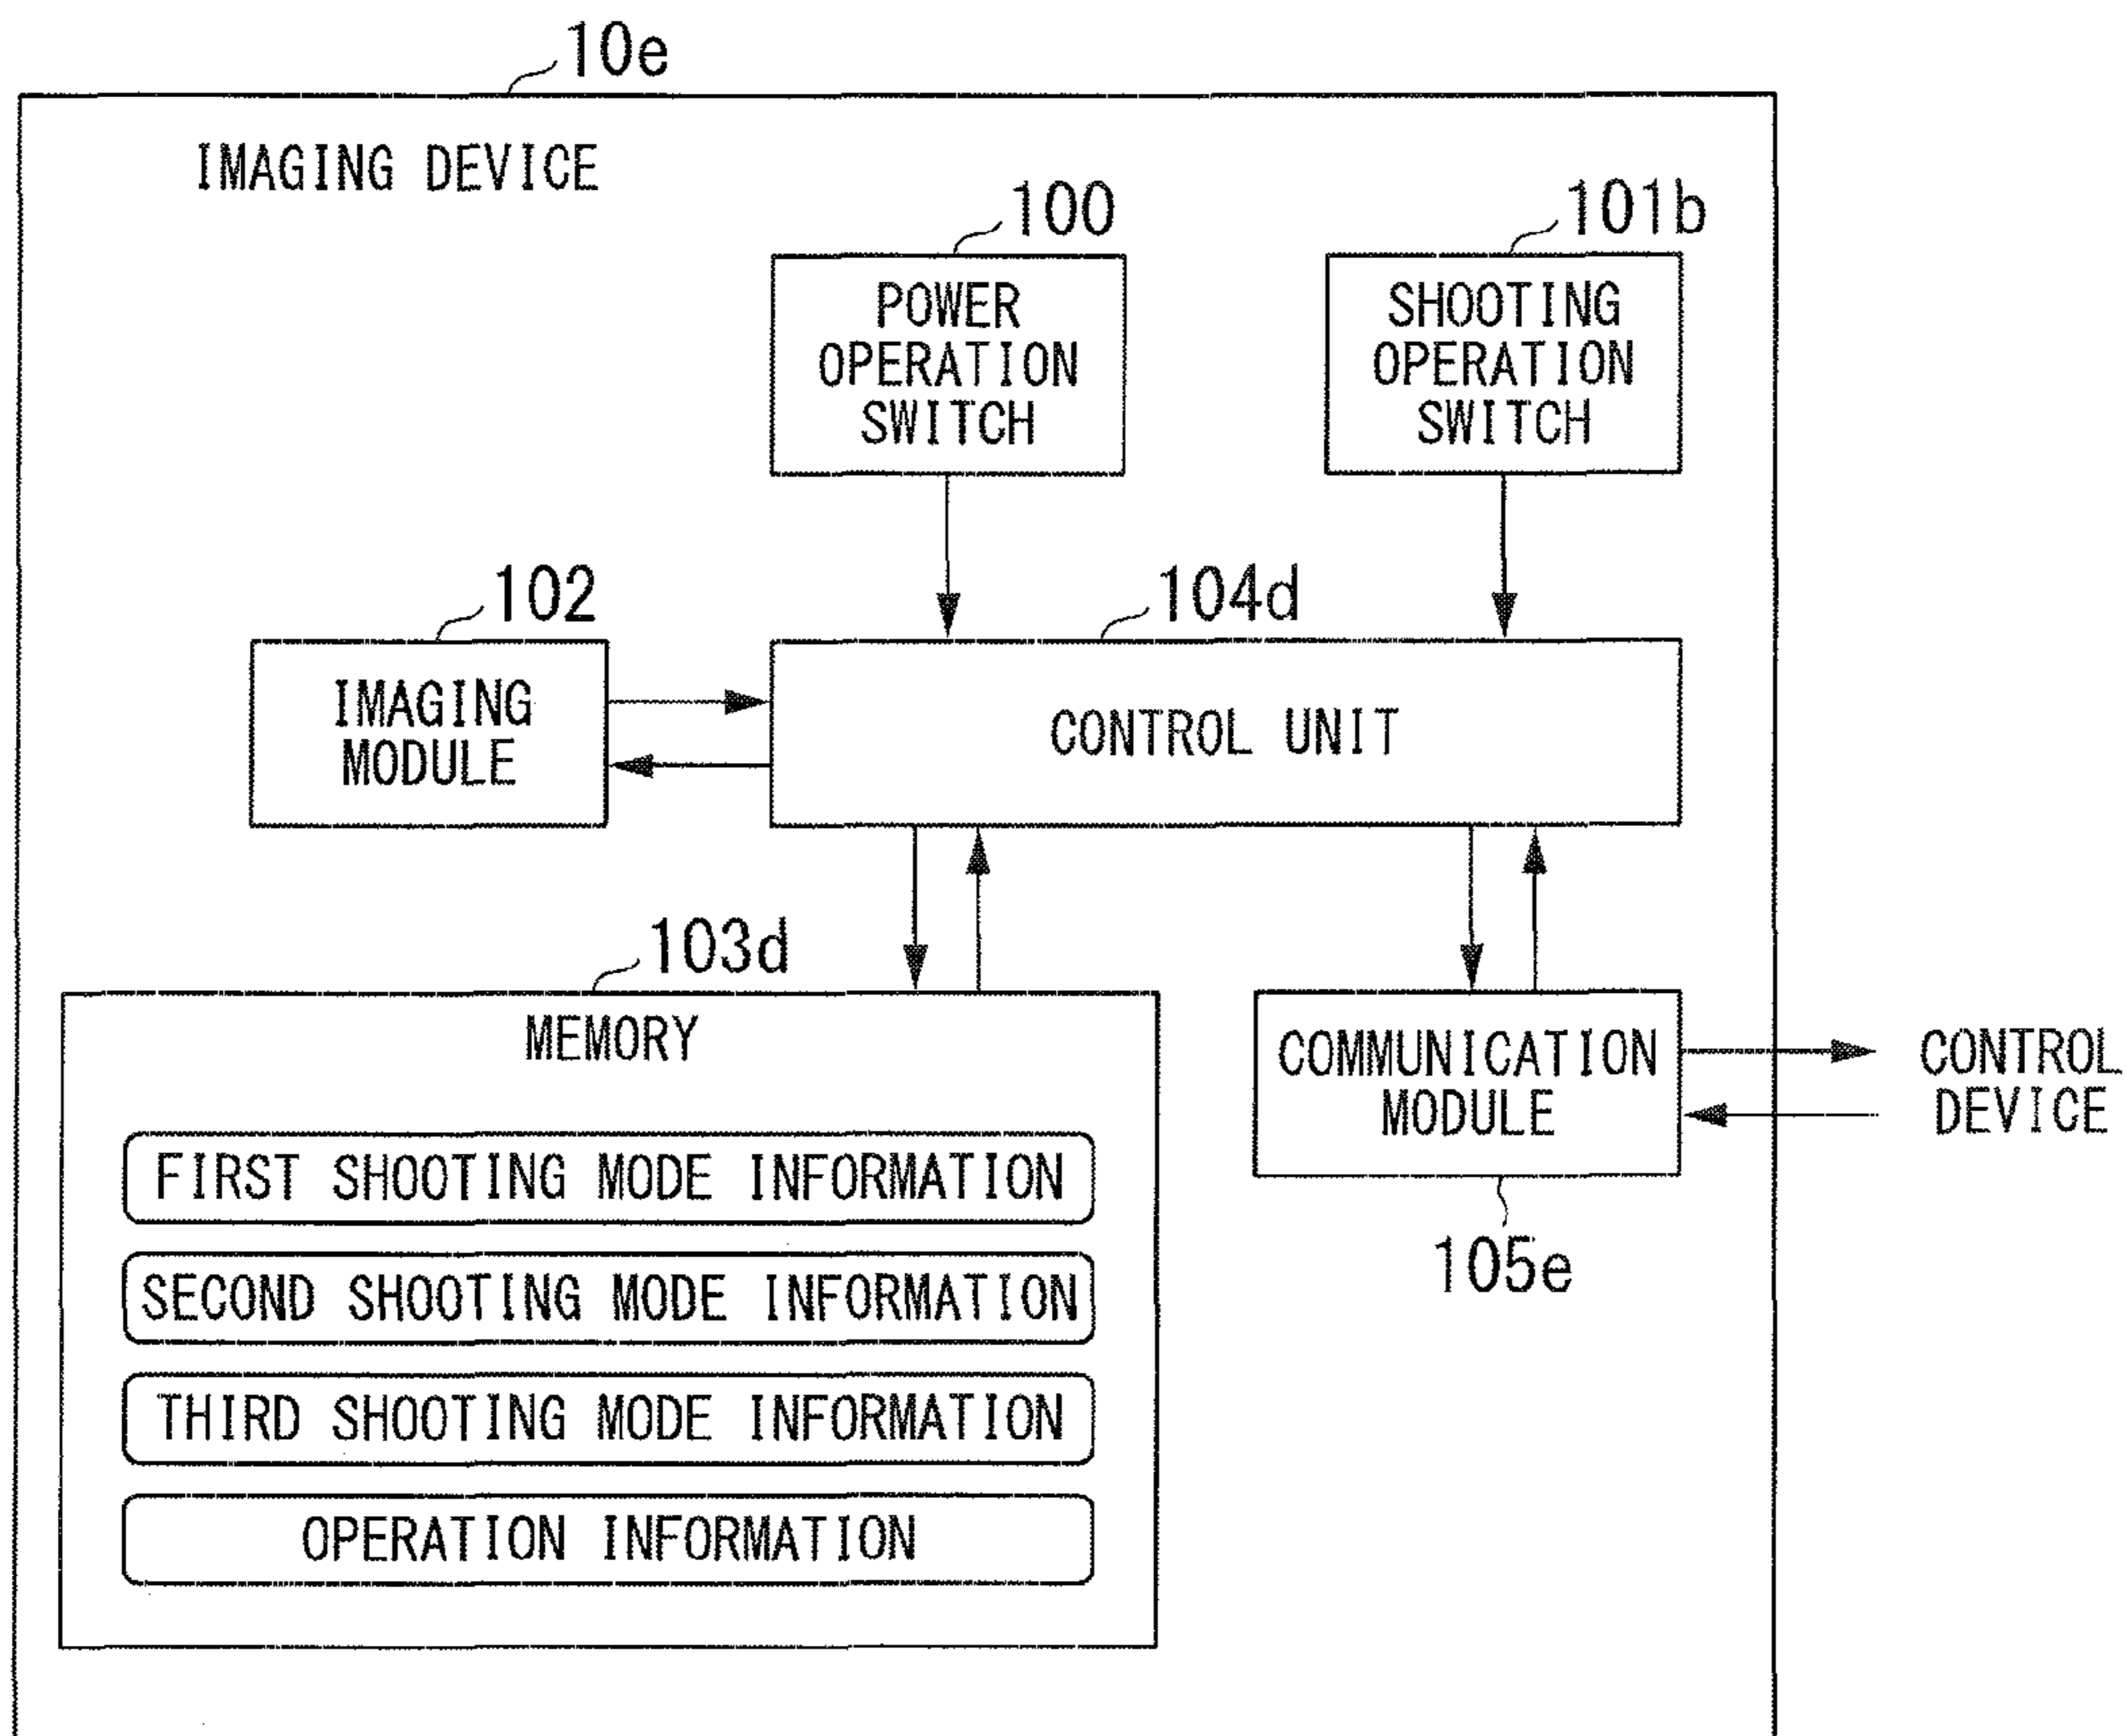 10e
IMAGING DEVICE
100
101b
POWER
OPERATION
SWITCH
SHOOTING
OPERATION
SWITCH
102
104d
IMAGING
MODULE
CONTROL UNIT
103d
MEMORY
FIRST SHOOTING MODE INFORMATION
SECOND SHOOTING MODE INFORMATION
THIRD SHOOTING MODE INFORMATION
OPERATION INFORMATION
COMMUNICATION
MODULE
105e
CONTROL
DEVICE